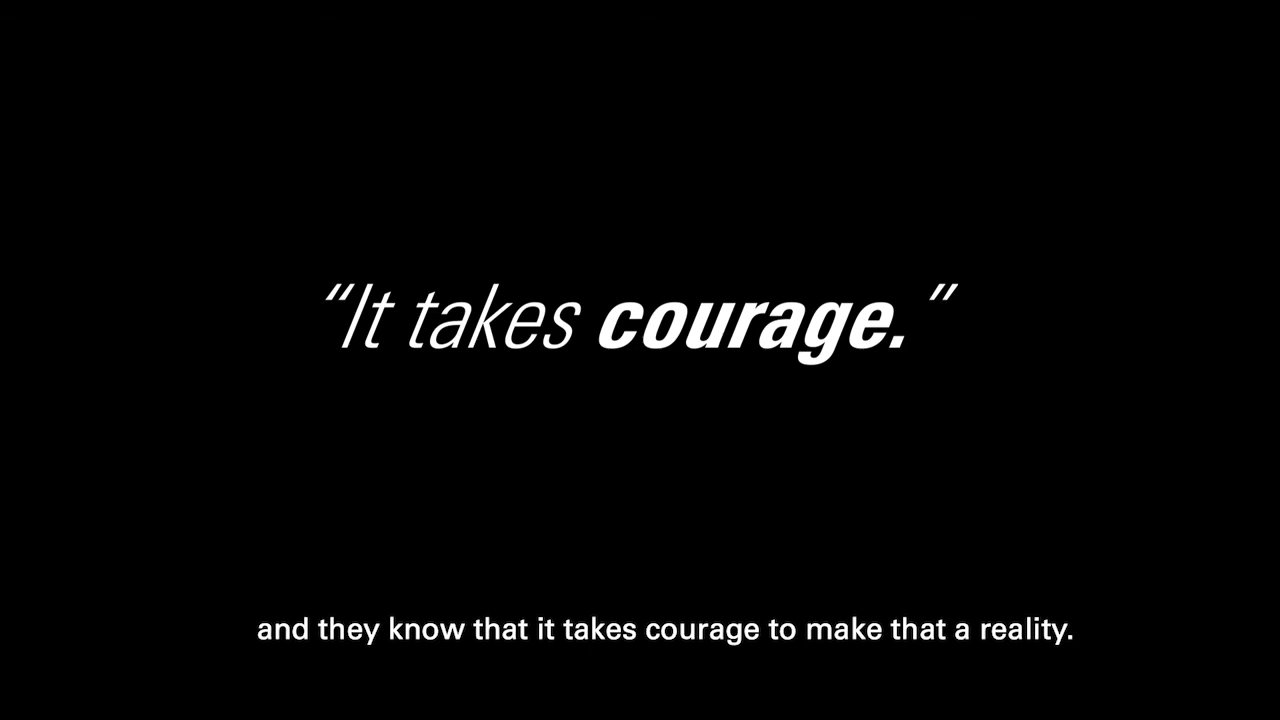 “It takes courage.”
and they know that it takes courage to make that a reality.